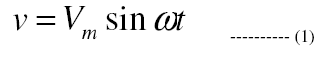 v = V_m sin ωt ---------- (1)